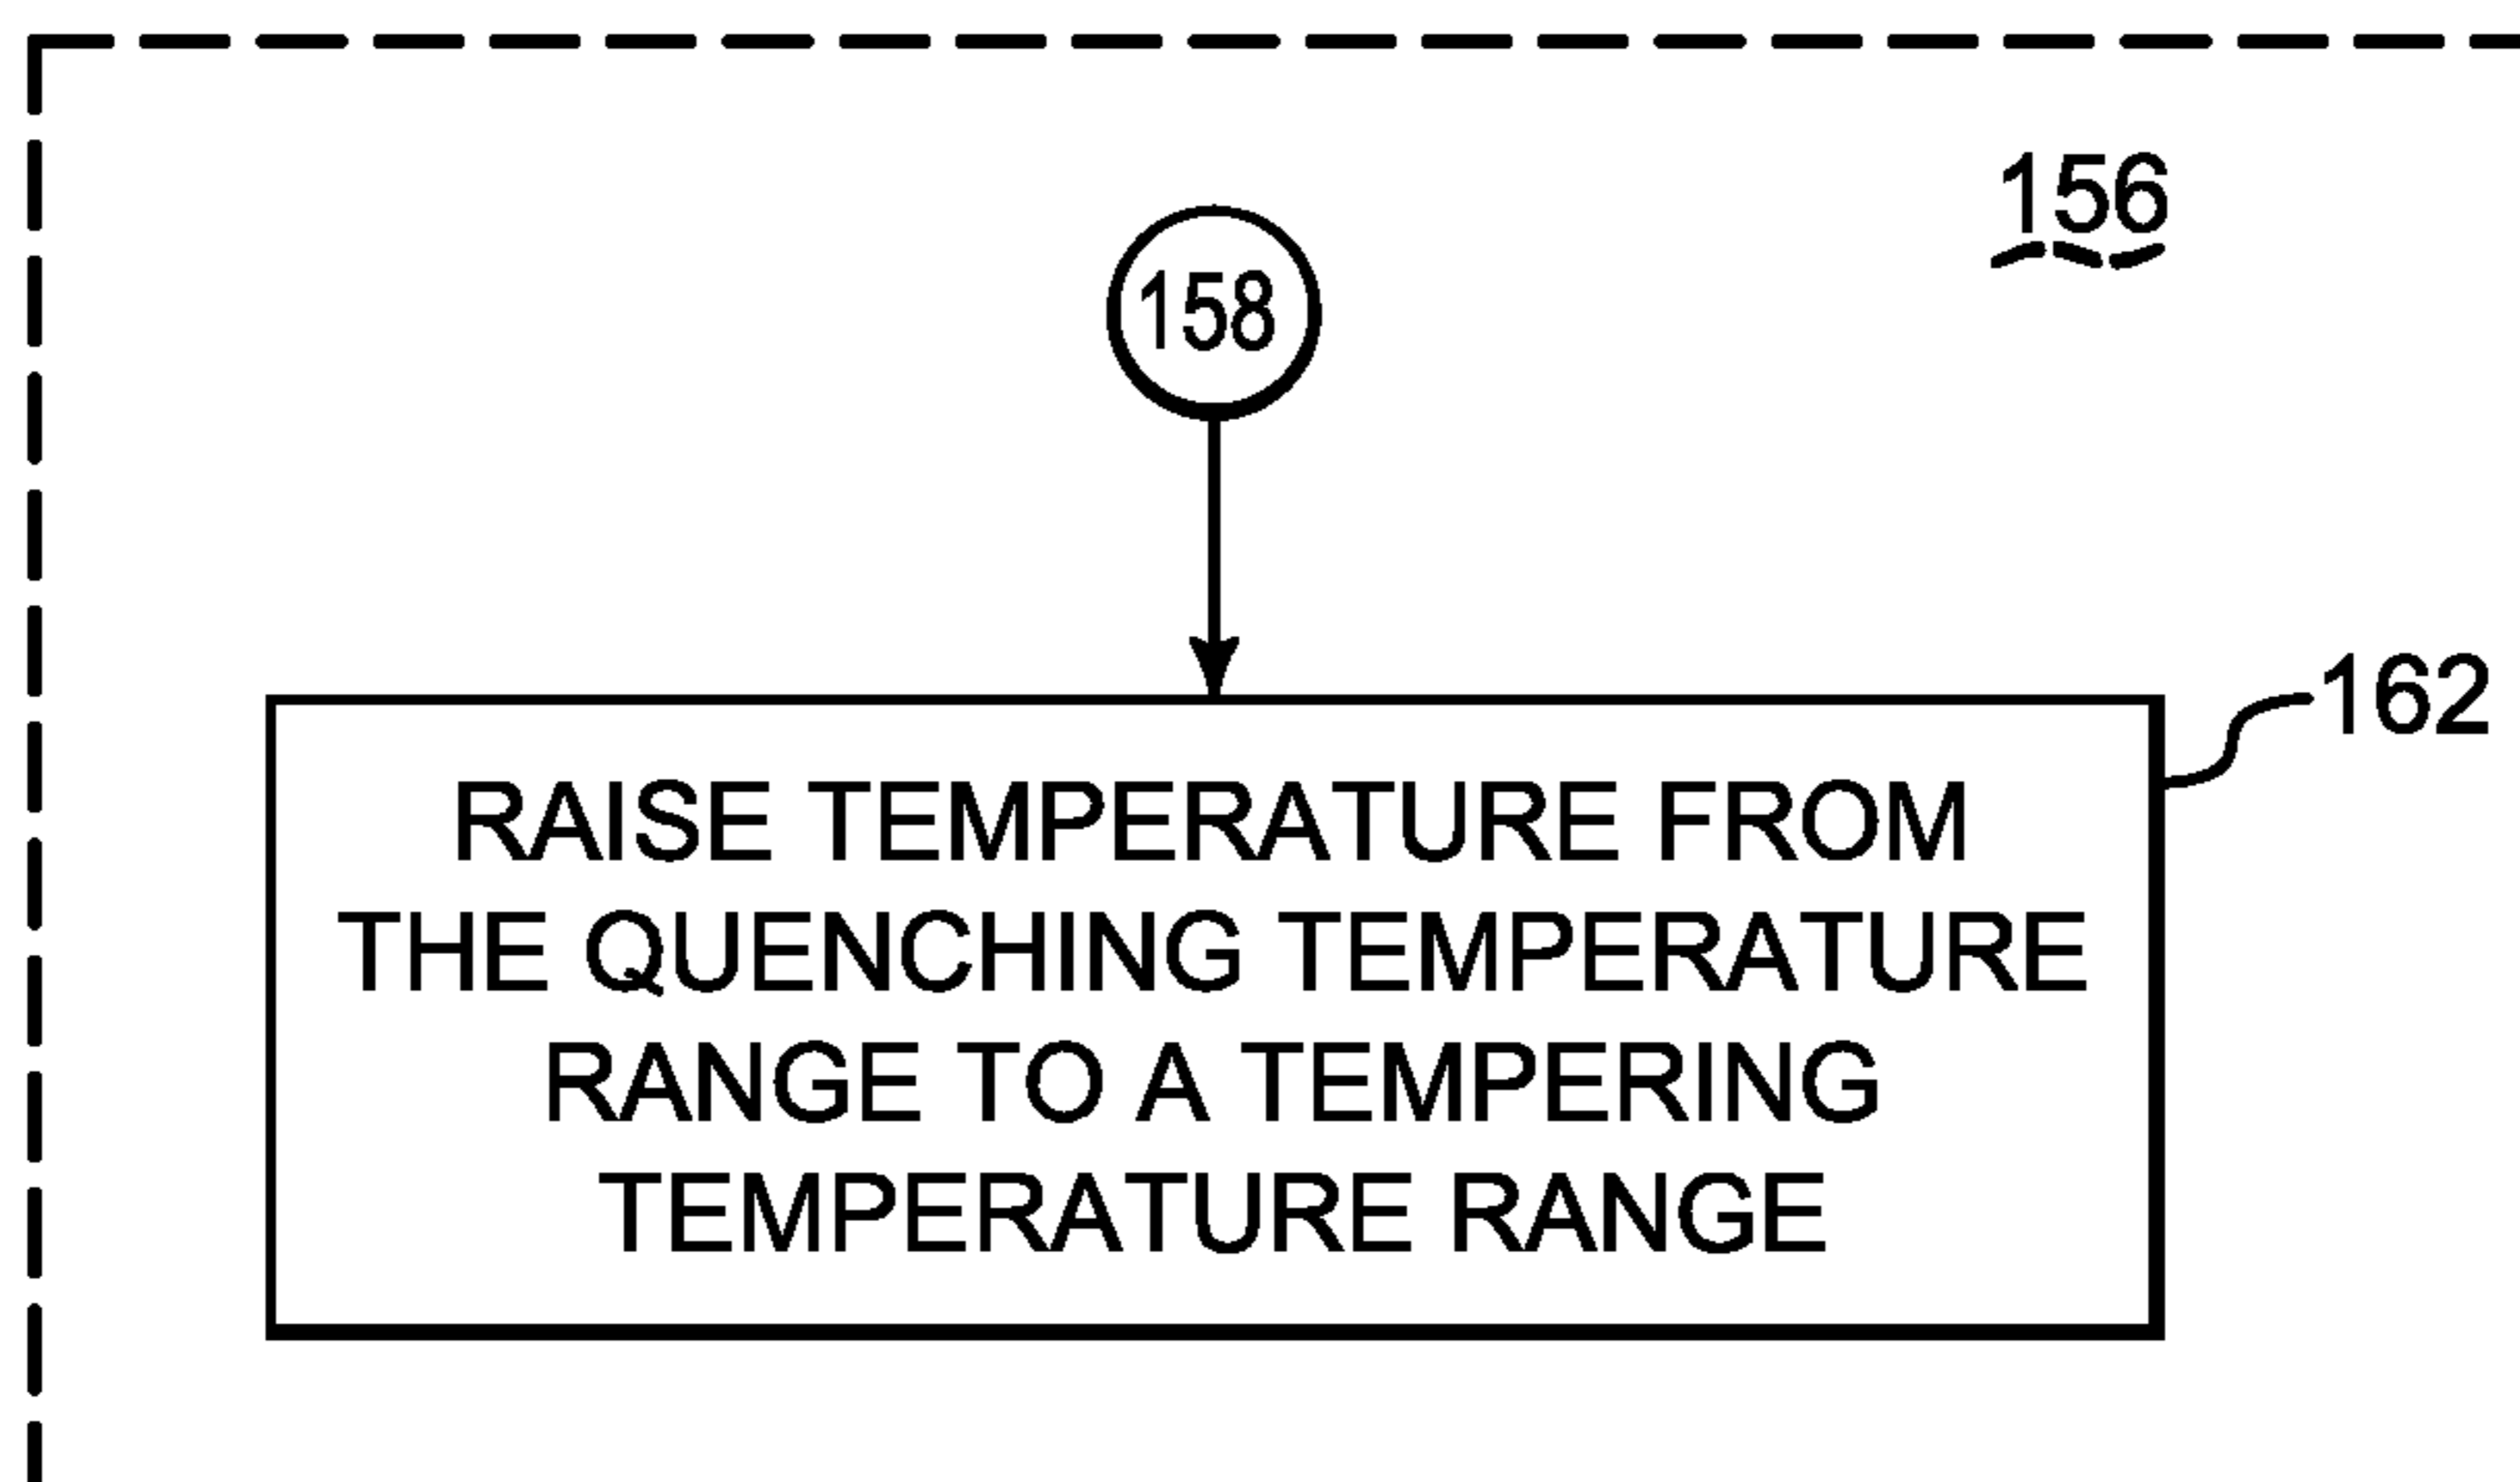 156
158
162
RAISE TEMPERATURE FROM
THE QUENCHING TEMPERATURE
RANGE TO A TEMPERING
TEMPERATURE RANGE